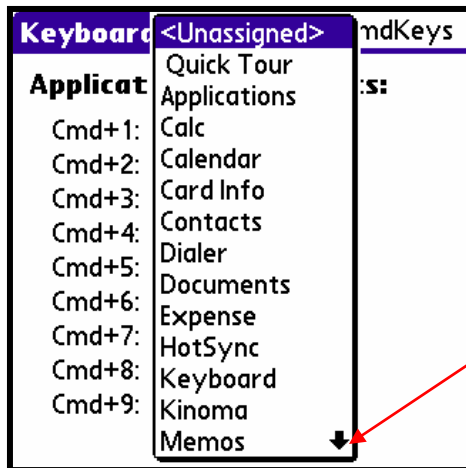 Keyboard <Unassigned> mdKeys
Quick Tour
Applicat Applications s:
Cmd+1: Calc
Cmd+2: Calendar
Cmd+3: Card Info
Cmd+4: Contacts
Cmd+5: Dialer
Documents
Cmd+6: Expense
Cmd+7: HotSync
Cmd+8: Keyboard
Cmd+9: Kinoma
Memos